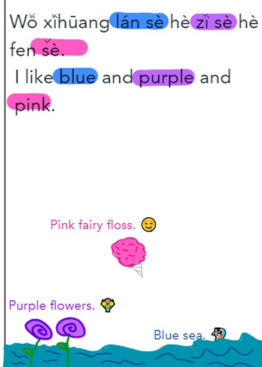 Wǒ xǐhūang lán sè hè zǐ sè hè
fen sè.
I like blue and purple and
pink.
Pink fairy floss. 😊
Purple flowers. 💐
Blue sea. 🌊